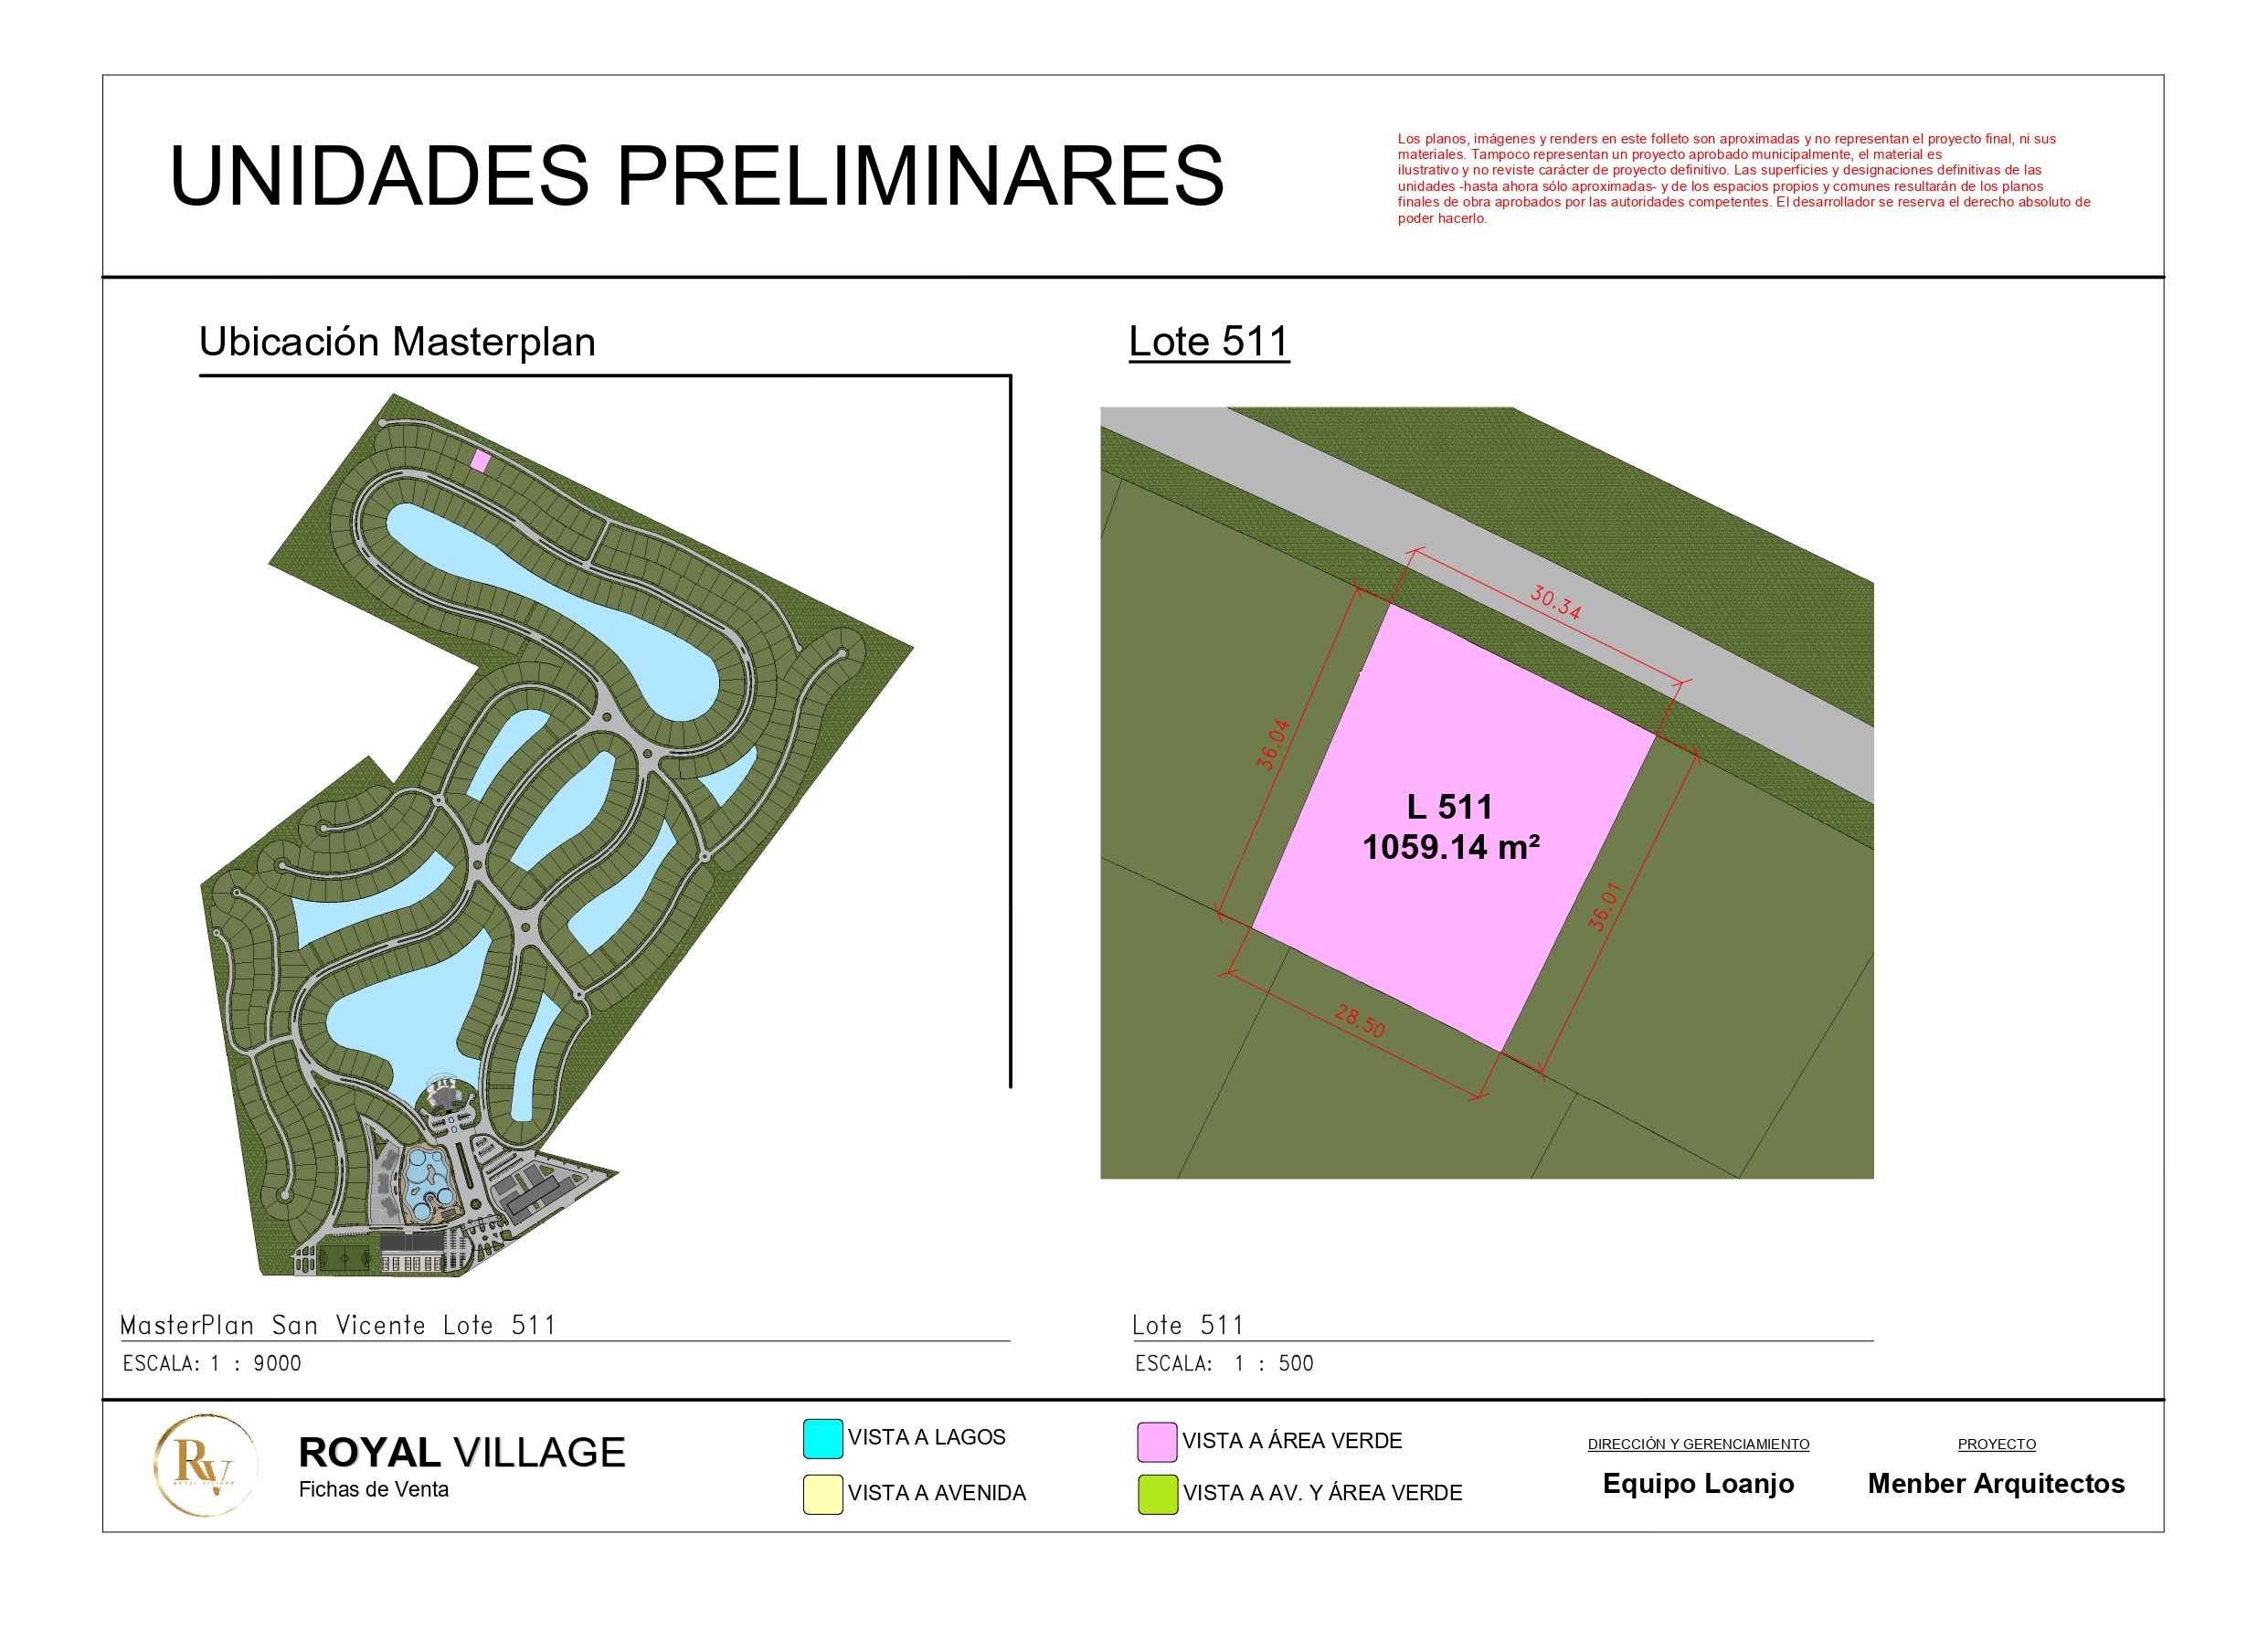 UNIDADES PRELIMINARES
Los planos, imágenes y renders en este folleto son aproximadas y no representan el proyecto final, ni sus
materiales. Tampoco representan un proyecto aprobado municipalmente, el material es
ilustrativo y no reviste carácter de proyecto definitivo. Las superficies y designaciones definitivas de las
unidades -hasta ahora sólo aproximadas- y de los espacios propios y comunes resultarán de los planos
finales de obra aprobados por las autoridades competentes. El desarrollador se reserva el derecho absoluto de
poder hacerlo.
Ubicación Masterplan
Lote 511
30.34
36.04
L 511
1059.14 m²
36.01
28.50
MasterPlan San Vicente Lote 511
ESCALA: 1 : 9000
Lote 511
ESCALA: 1 : 500
RV
ROYAL VILLAGE
ROYAL VILLAGE
Fichas de Venta
VISTA A LAGOS
VISTA A AVENIDA
VISTA A ÁREA VERDE
VISTA A AV. Y ÁREA VERDE
DIRECCIÓN Y GERENCIAMIENTO
Equipo Loanjo
PROYECTO
Menber Arquitectos